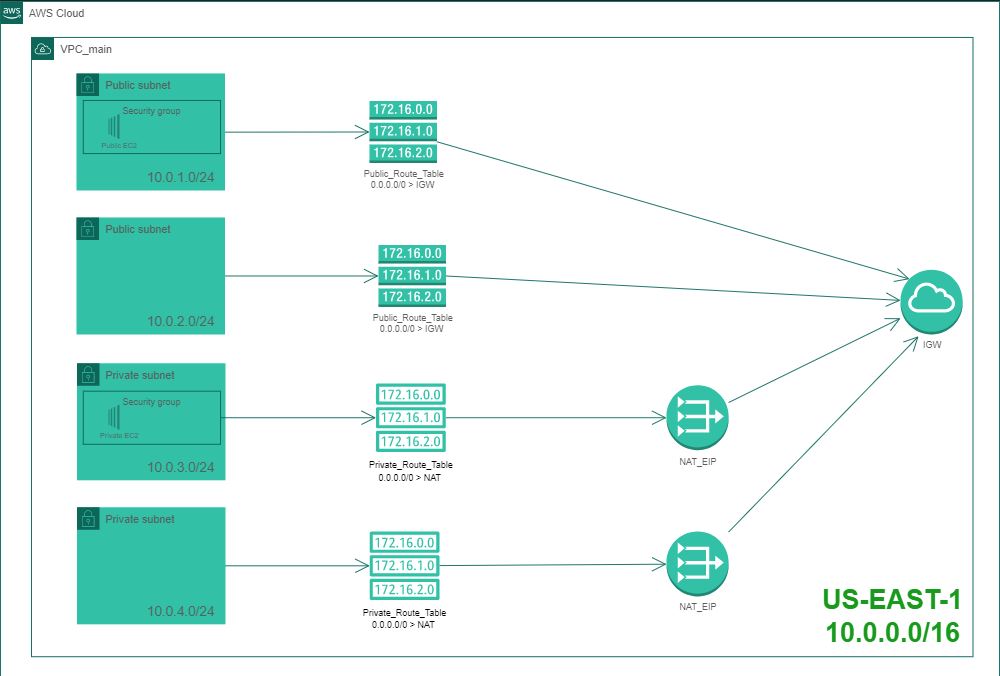 aws
AWS Cloud
VPC_main
Public subnet
Security group
Public EC2
10.0.1.0/24
172.16.0.0
172.16.1.0
172.16.2.0
Public_Route_Table
0.0.0.0/0 > IGW
Public subnet
10.0.2.0/24
172.16.0.0
172.16.1.0
172.16.2.0
Public_Route_Table
0.0.0.0/0 > IGW
IGW
Private subnet
Security group
Private EC2
10.0.3.0/24
172.16.0.0
172.16.1.0
172.16.2.0
Private_Route_Table
0.0.0.0/0 > NAT
NAT_EIP
Private subnet
10.0.4.0/24
172.16.0.0
172.16.1.0
172.16.2.0
Private_Route_Table
0.0.0.0/0 > NAT
NAT_EIP
US-EAST-1
10.0.0.0/16